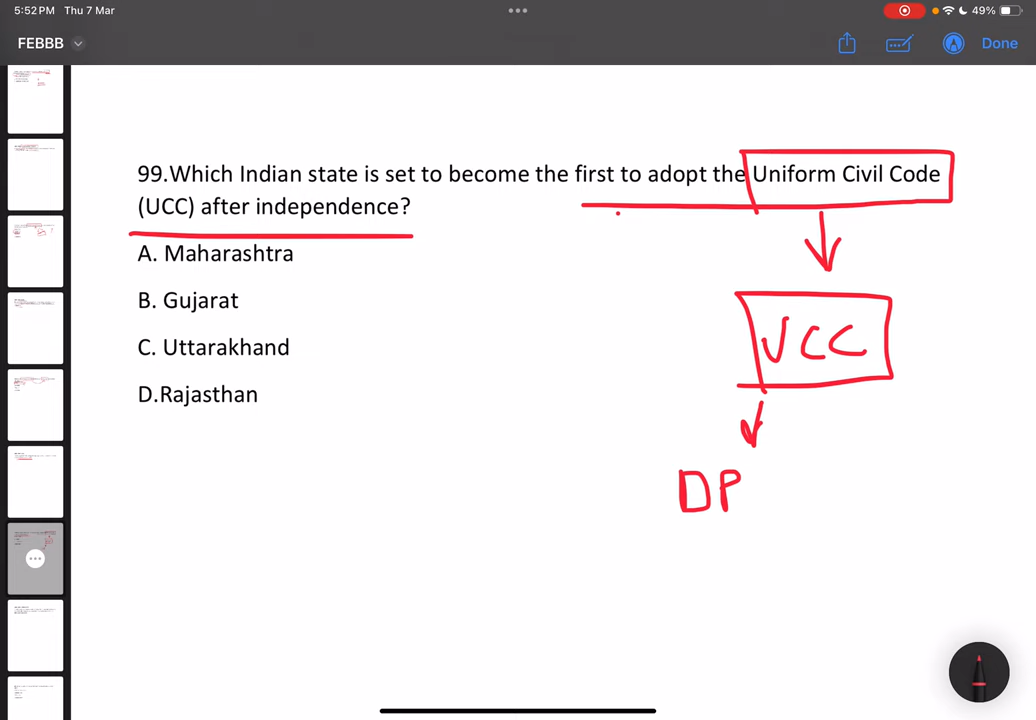 5:52 PM Thu 7 Mar
49%
FEBBB
Done
99.Which Indian state is set to become the first to adopt the Uniform Civil Code
(UCC) after independence?
A. Maharashtra
B. Gujarat
C. Uttarakhand
D.Rajasthan
UCC
DP